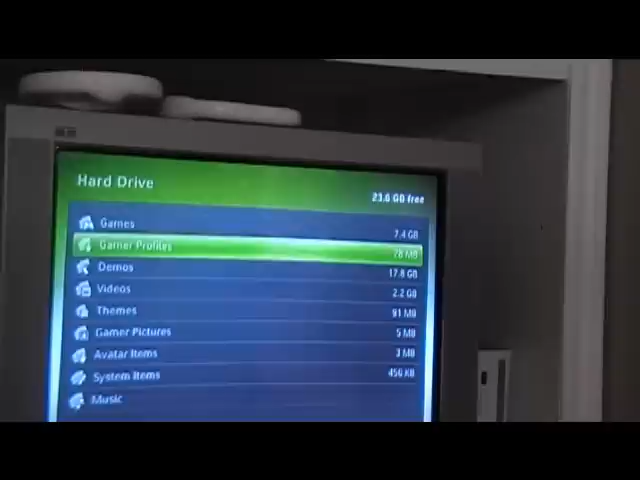 Hard Drive
23.6 GB free
Games 7.4 GB
Gamer Profiles 78 MB
Demos 17.8 GB
Videos 2.2 GB
Themes 91 MB
Gamer Pictures 5 MB
Avatar Items 3 MB
System Items 456 KB
Music